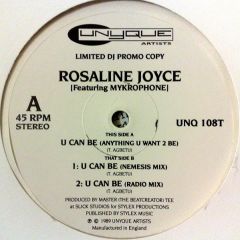 UNYQUE
ARTISTS
LIMITED DJ PROMO COPY
ROSALINE JOYCE
[Featuring MYKROPHONE]
A
45 RPM
STEREO
UNQ 108T
THIS SIDE A
U CAN BE (ANYTHING U WANT 2 BE)
(T. AGBETU)
THAT SIDE B
1: U CAN BE (NEMESIS MIX)
(T. AGBETU)
2: U CAN BE (RADIO MIX)
(T. AGBETU)
PRODUCED BY MASTER (THE BEATCREATOR) TEE
at SLICK STUDIOS for STYLEX PRODUCTIONS
PUBLISHED BY STYLEX MUSIC
℗ © 1989 UNYQUE ARTISTS
Manufactured in England